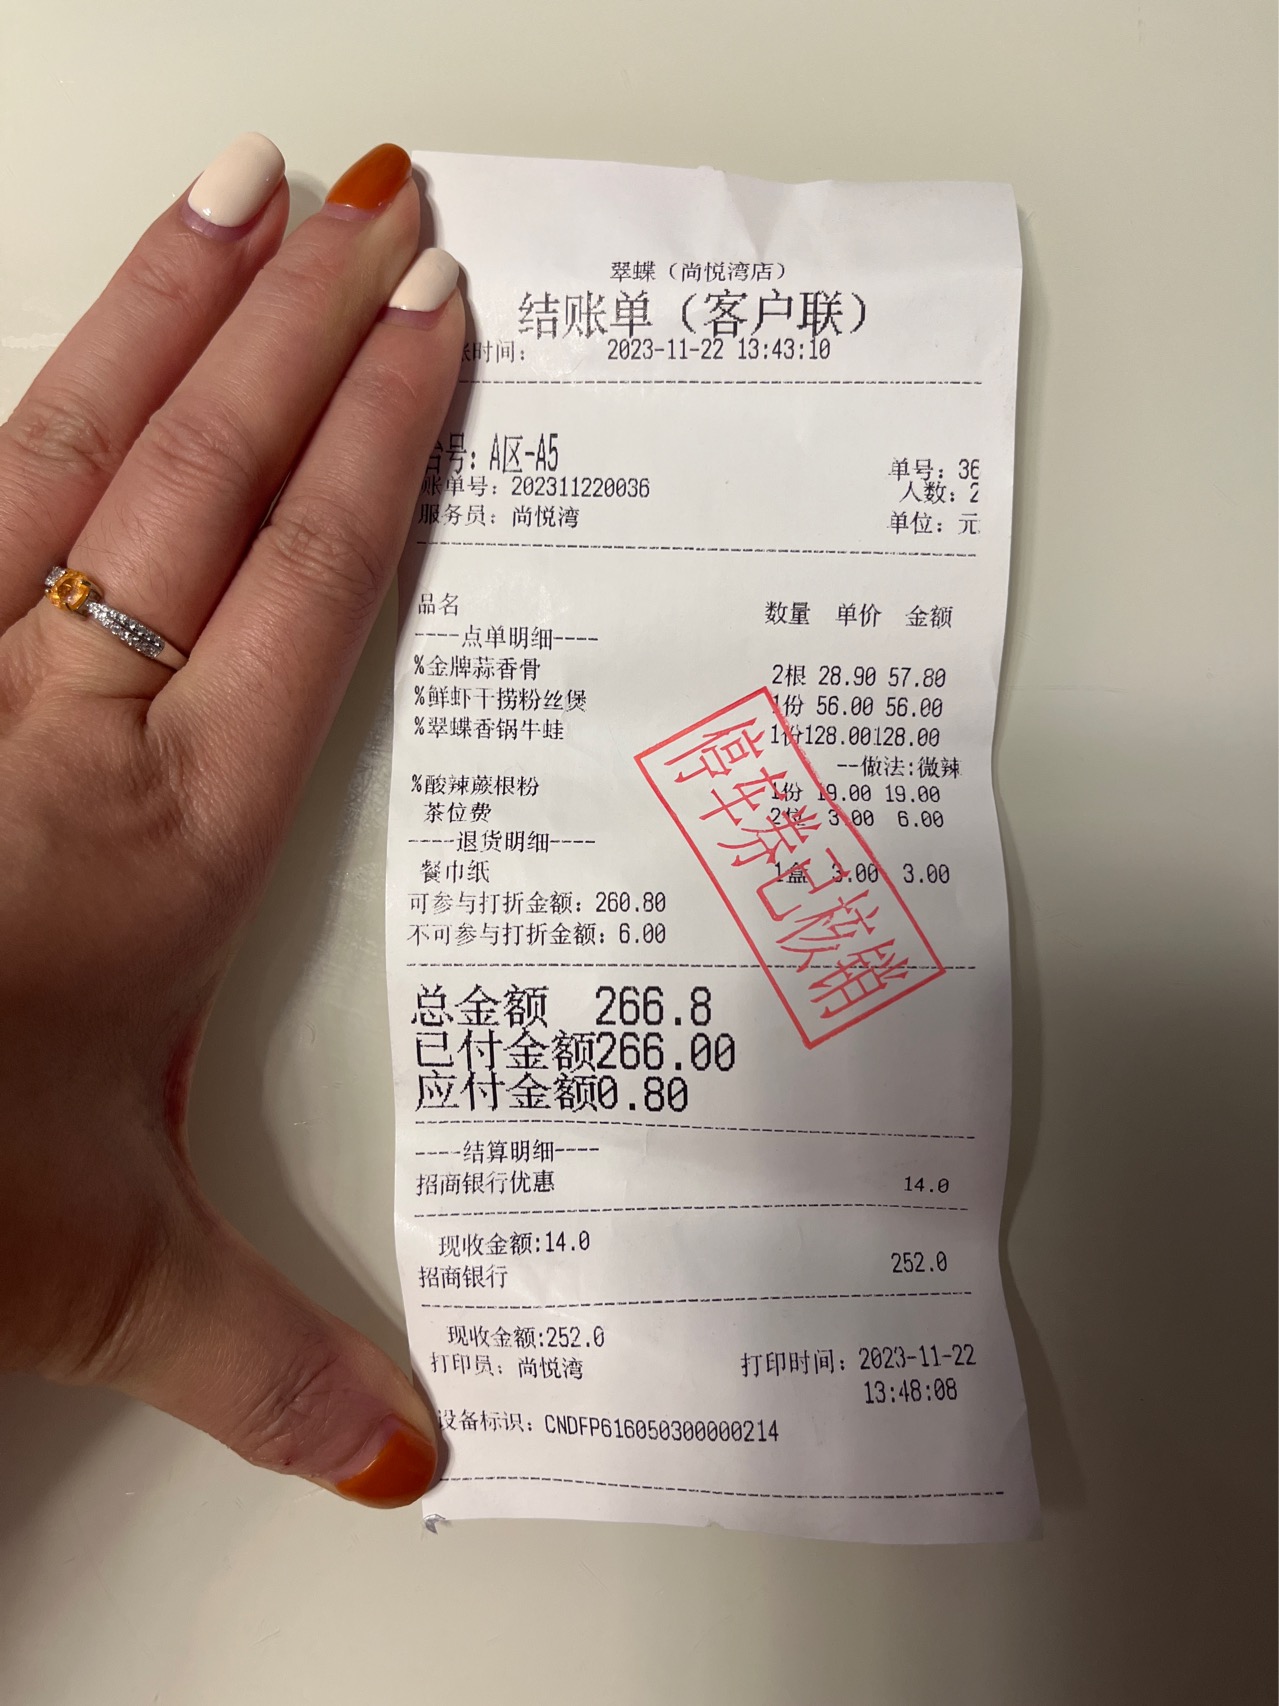 翠蝶（尚悦湾店）
结账单（客户联）
账时间： 2023-11-22 13:43:10
台号：A区-A5
单号：36
账单号：202311220036
人数：2
服务员：尚悦湾
单位：元
品名 数量 单价 金额
----点单明细----
%金牌蒜香骨 2根 28.90 57.80
%鲜虾干捞粉丝煲 1份 56.00 56.00
%翠蝶香锅牛蛙 1份128.00128.00
--做法:微辣
%酸辣蕨根粉 1份 19.00 19.00
茶位费 2位 3.00 6.00
----退货明细----
餐巾纸 1盒 3.00 3.00
可参与打折金额：260.80
不可参与打折金额：6.00
停车券已核销
总金额 266.8
已付金额266.00
应付金额0.80
----结算明细----
招商银行优惠 14.0
现收金额:14.0
招商银行 252.0
现收金额:252.0
打印员：尚悦湾 打印时间：2023-11-22
13:48:08
设备标识：CNDFP616050300000214